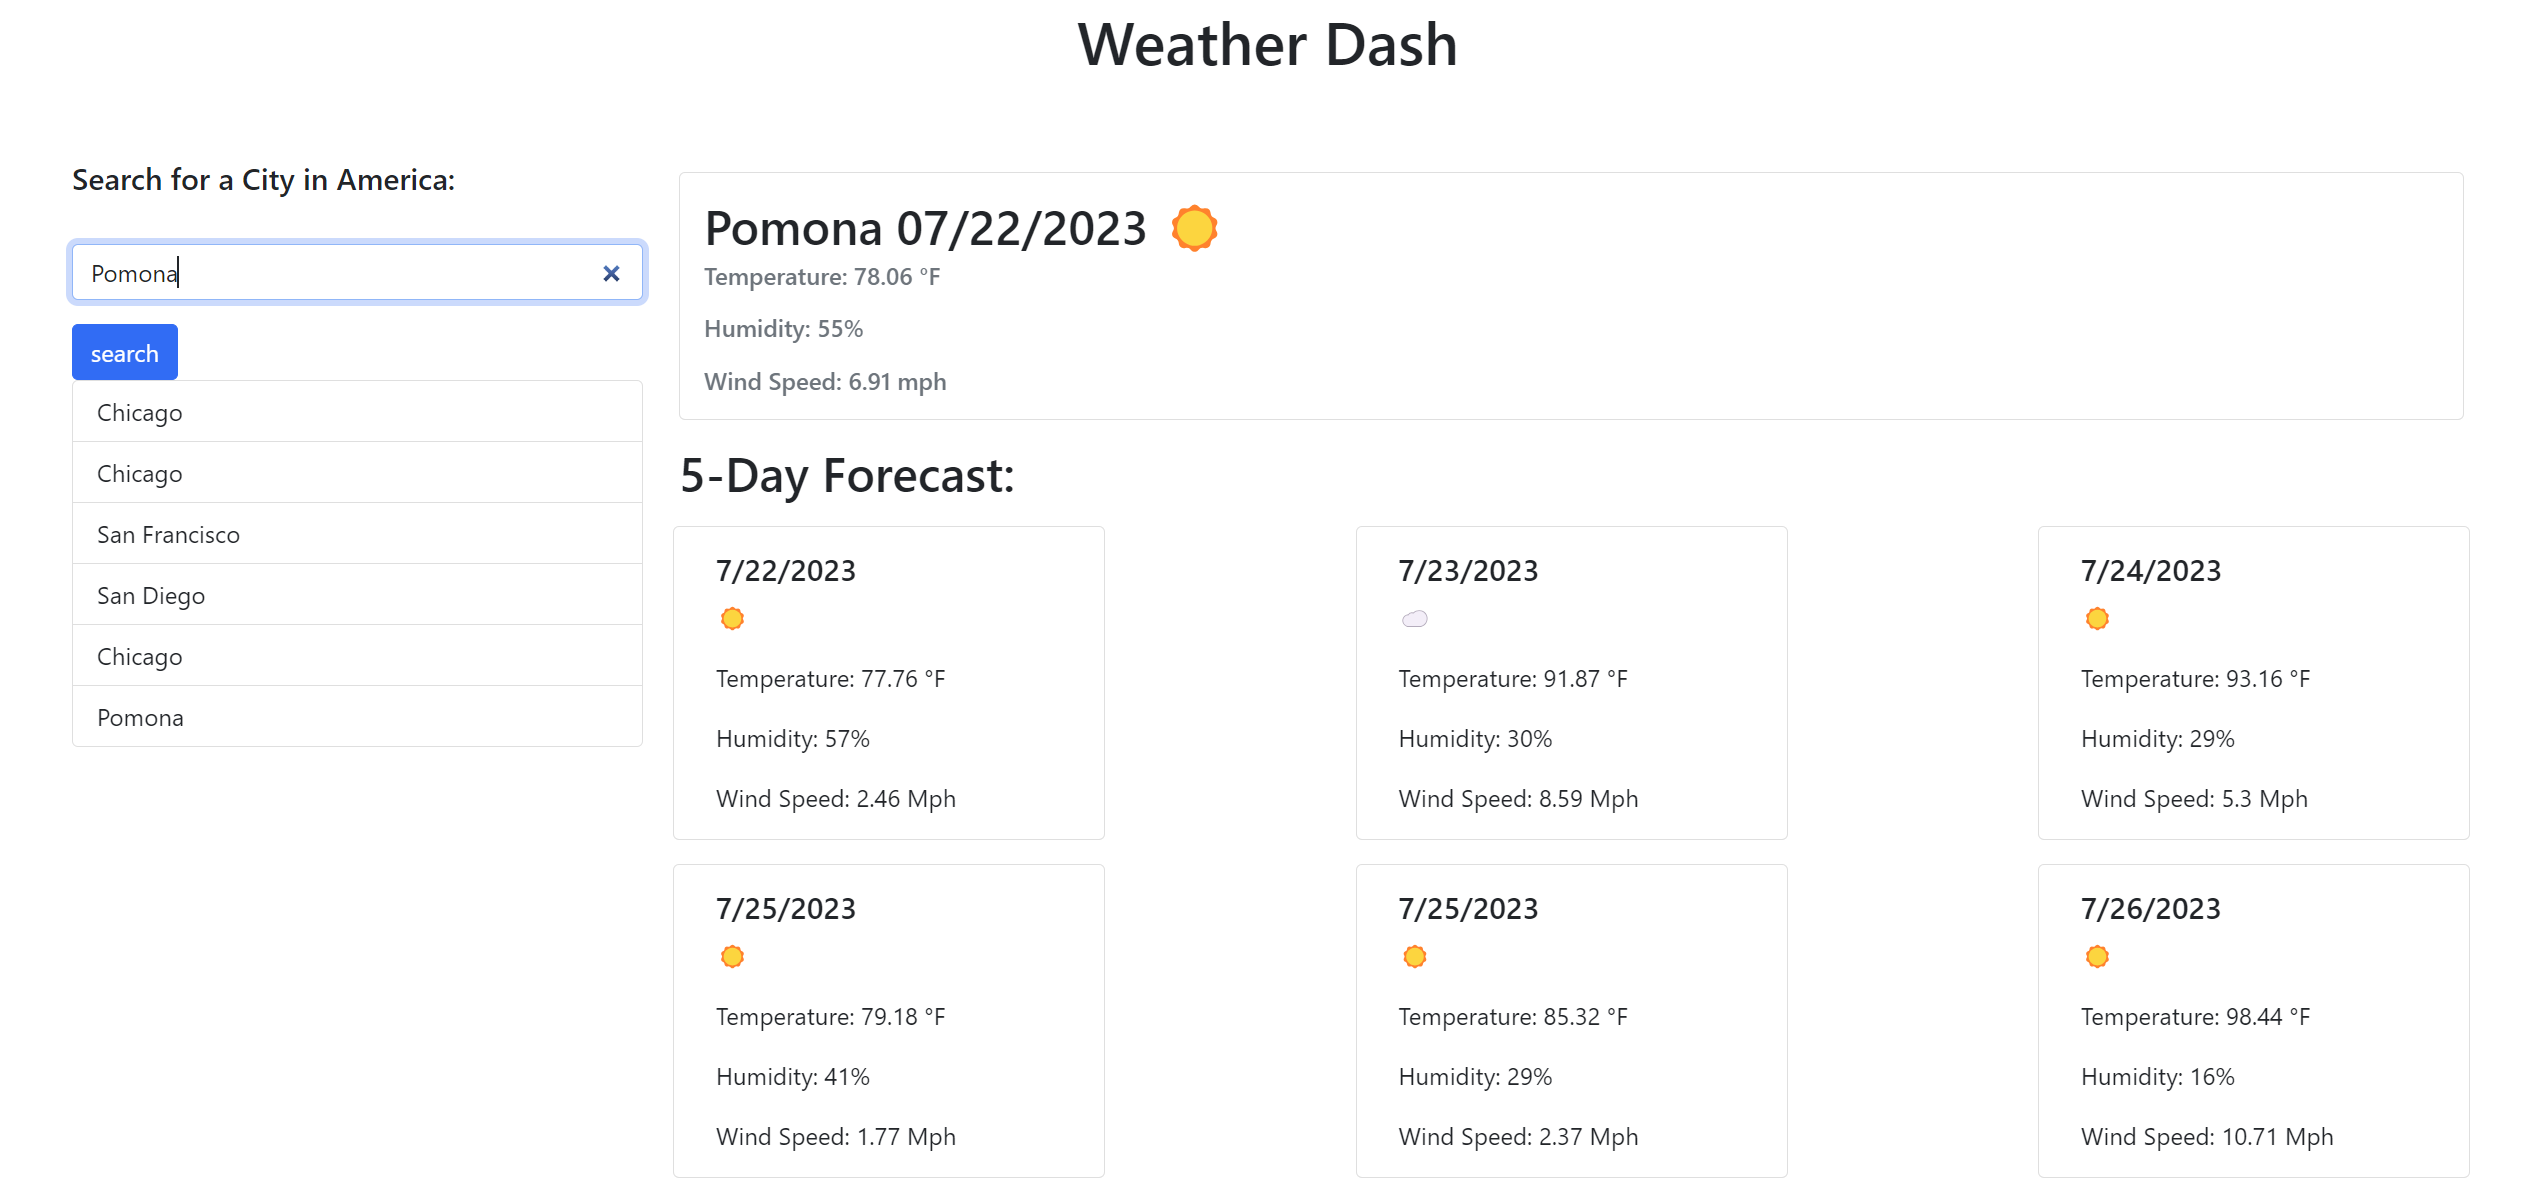 Weather Dash
Search for a City in America:
Pomona
search
Chicago
Chicago
San Francisco
San Diego
Chicago
Pomona
Pomona 07/22/2023
Temperature: 78.06 °F
Humidity: 55%
Wind Speed: 6.91 mph
5-Day Forecast:
7/22/2023
Temperature: 77.76 °F
Humidity: 57%
Wind Speed: 2.46 Mph
7/23/2023
Temperature: 91.87 °F
Humidity: 30%
Wind Speed: 8.59 Mph
7/24/2023
Temperature: 93.16 °F
Humidity: 29%
Wind Speed: 5.3 Mph
7/25/2023
Temperature: 79.18 °F
Humidity: 41%
Wind Speed: 1.77 Mph
7/25/2023
Temperature: 85.32 °F
Humidity: 29%
Wind Speed: 2.37 Mph
7/26/2023
Temperature: 98.44 °F
Humidity: 16%
Wind Speed: 10.71 Mph